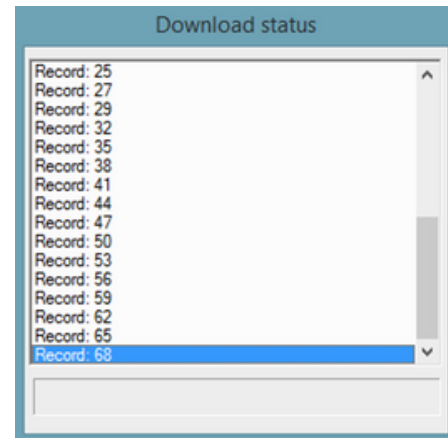 Download status
Record: 25
Record: 27
Record: 29
Record: 32
Record: 35
Record: 38
Record: 41
Record: 44
Record: 47
Record: 50
Record: 53
Record: 56
Record: 59
Record: 62
Record: 65
Record: 68